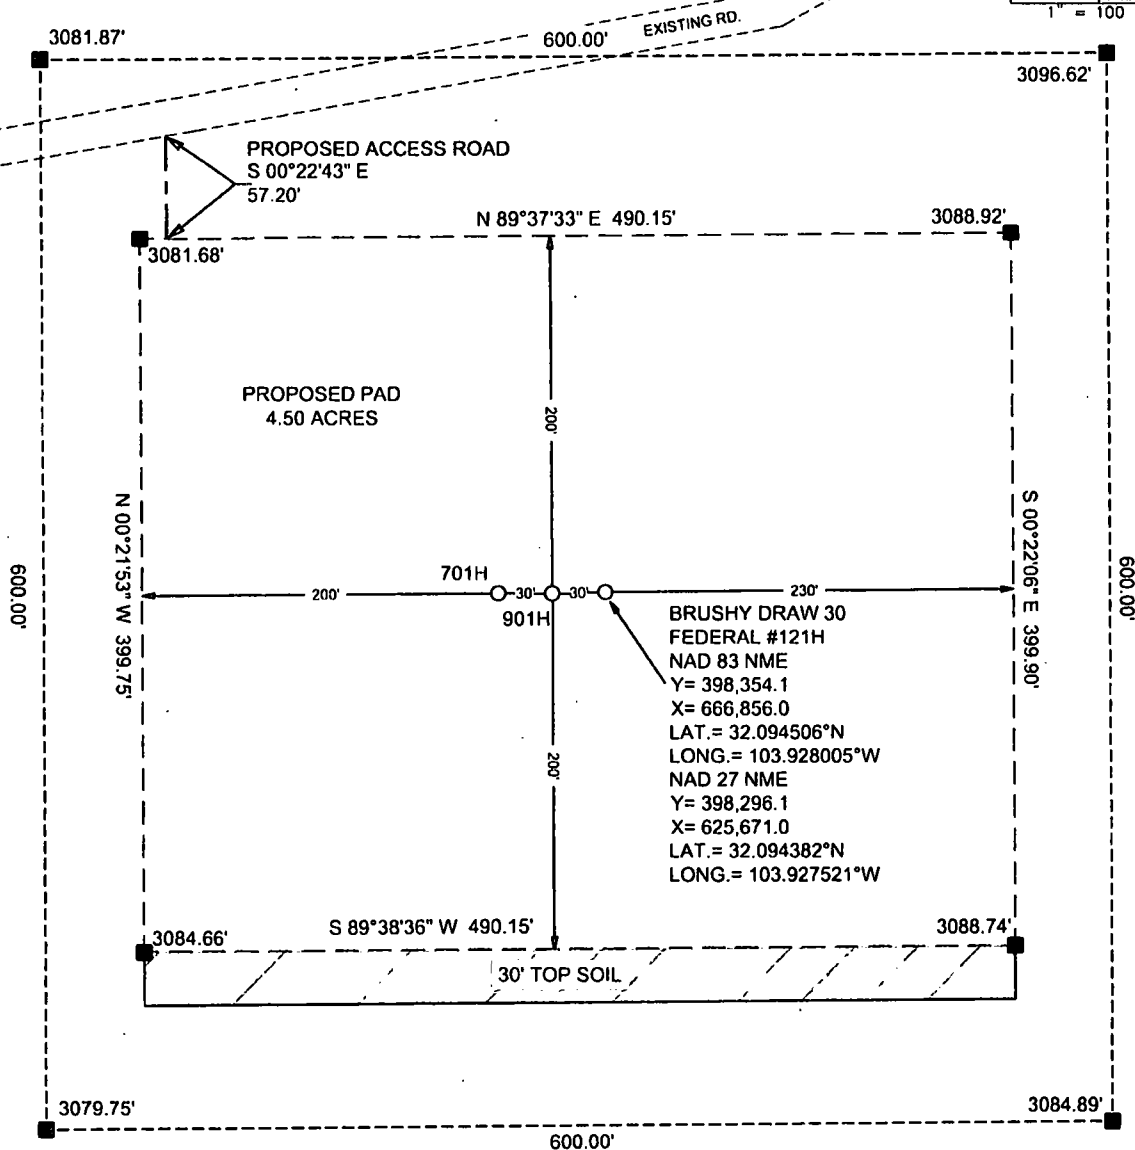 1" = 100
3081.87'
600.00'
EXISTING RD.
3096.62'
PROPOSED ACCESS ROAD
S 00°22'43" E
57.20'
N 89°37'33" E 490.15'
3088.92'
3081.68'
PROPOSED PAD
4.50 ACRES
200'
N 00°21'53" W 399.75'
S 00°22'06" E 399.90'
600.00'
600.00'
701H
200'
30'
30'
230'
901H
BRUSHY DRAW 30
FEDERAL #121H
NAD 83 NME
Y= 398,354.1
X= 666,856.0
LAT.= 32.094506°N
LONG.= 103.928005°W
NAD 27 NME
Y= 398,296.1
X= 625,671.0
LAT.= 32.094382°N
LONG.= 103.927521°W
200'
S 89°38'36" W 490.15'
3084.66'
3088.74'
30' TOP SOIL
3079.75'
3084.89'
600.00'